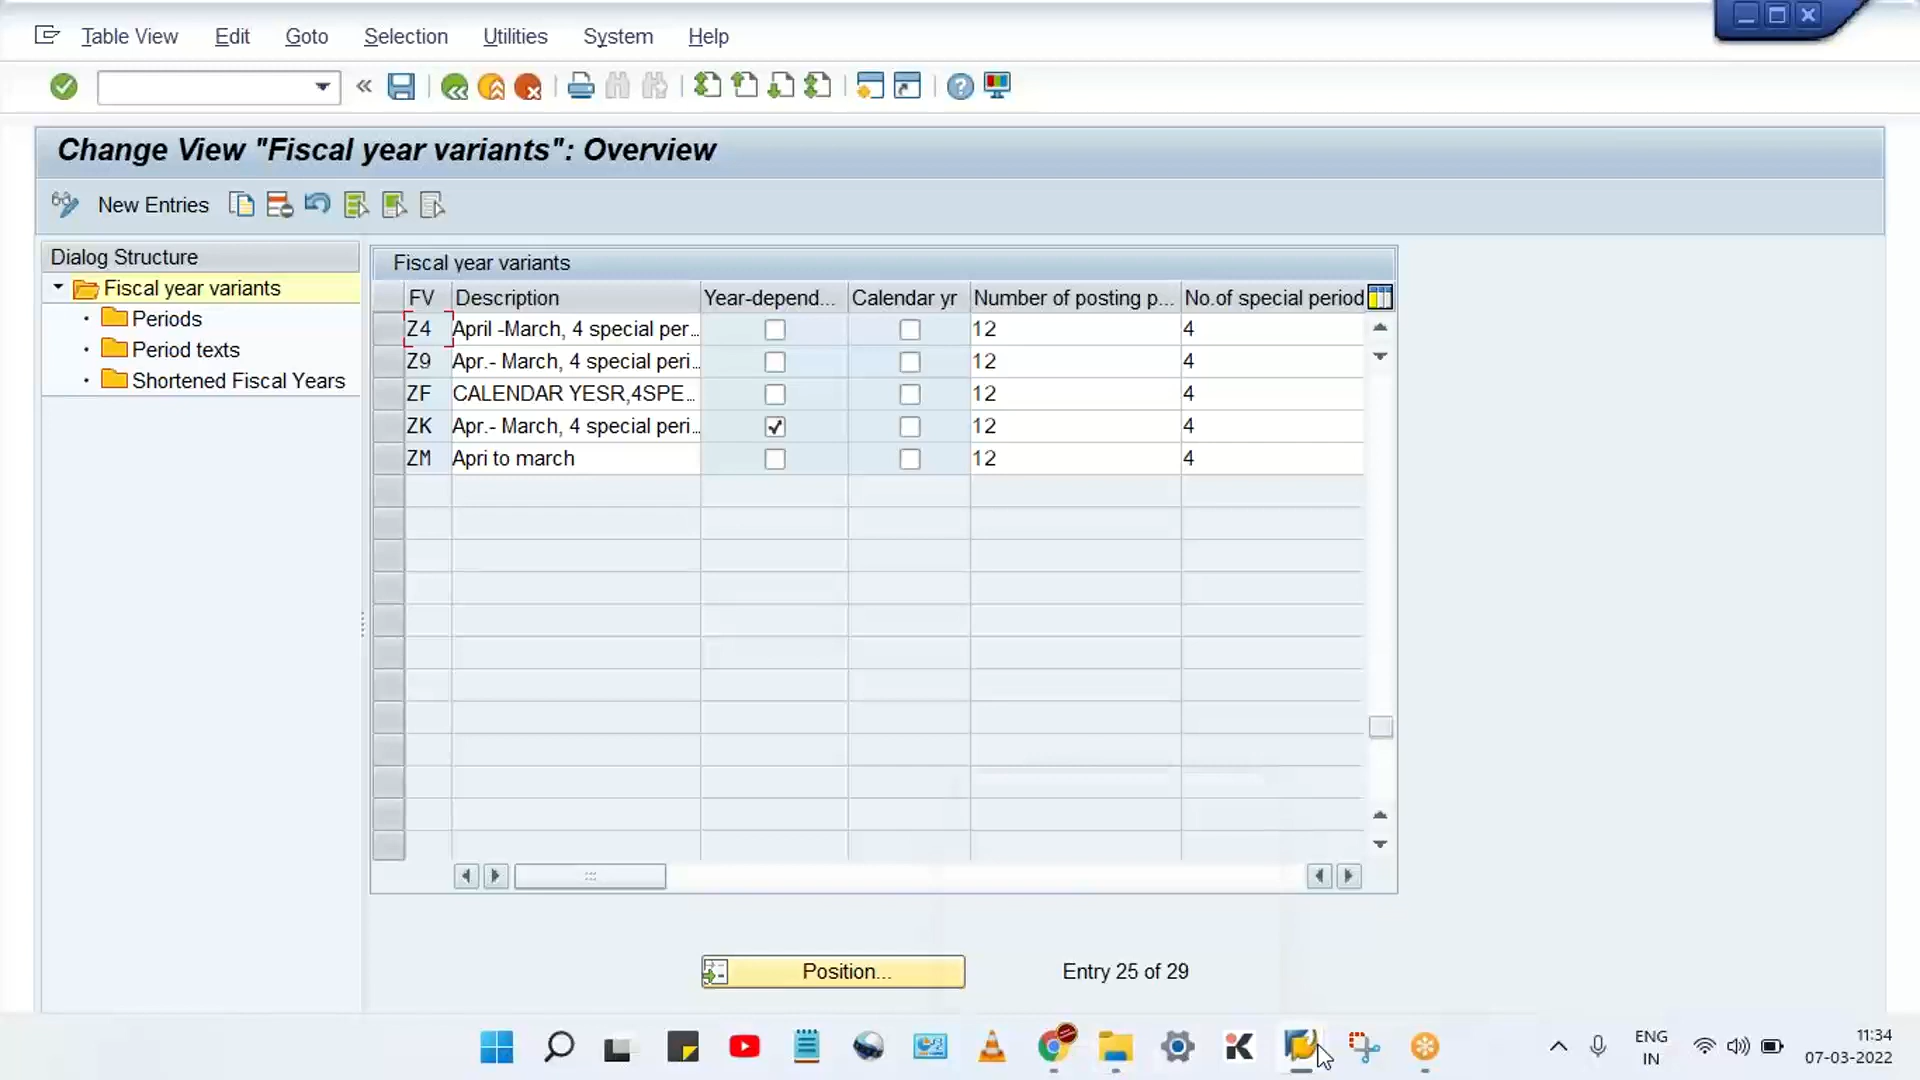 Table View Edit Goto Selection Utilities System Help
Change View "Fiscal year variants": Overview
New Entries
Dialog Structure
Fiscal year variants
Periods
Period texts
Shortened Fiscal Years
Fiscal year variants
FV Description Year-depend... Calendar yr Number of posting p... No.of special period
Z4 April -March, 4 special per... 12 4
Z9 Apr.- March, 4 special peri... 12 4
ZF CALENDAR YESR,4SPE... 12 4
ZK Apr.- March, 4 special peri... 12 4
ZM Apri to march 12 4
Position... Entry 25 of 29
ENG
IN
11:34
07-03-2022